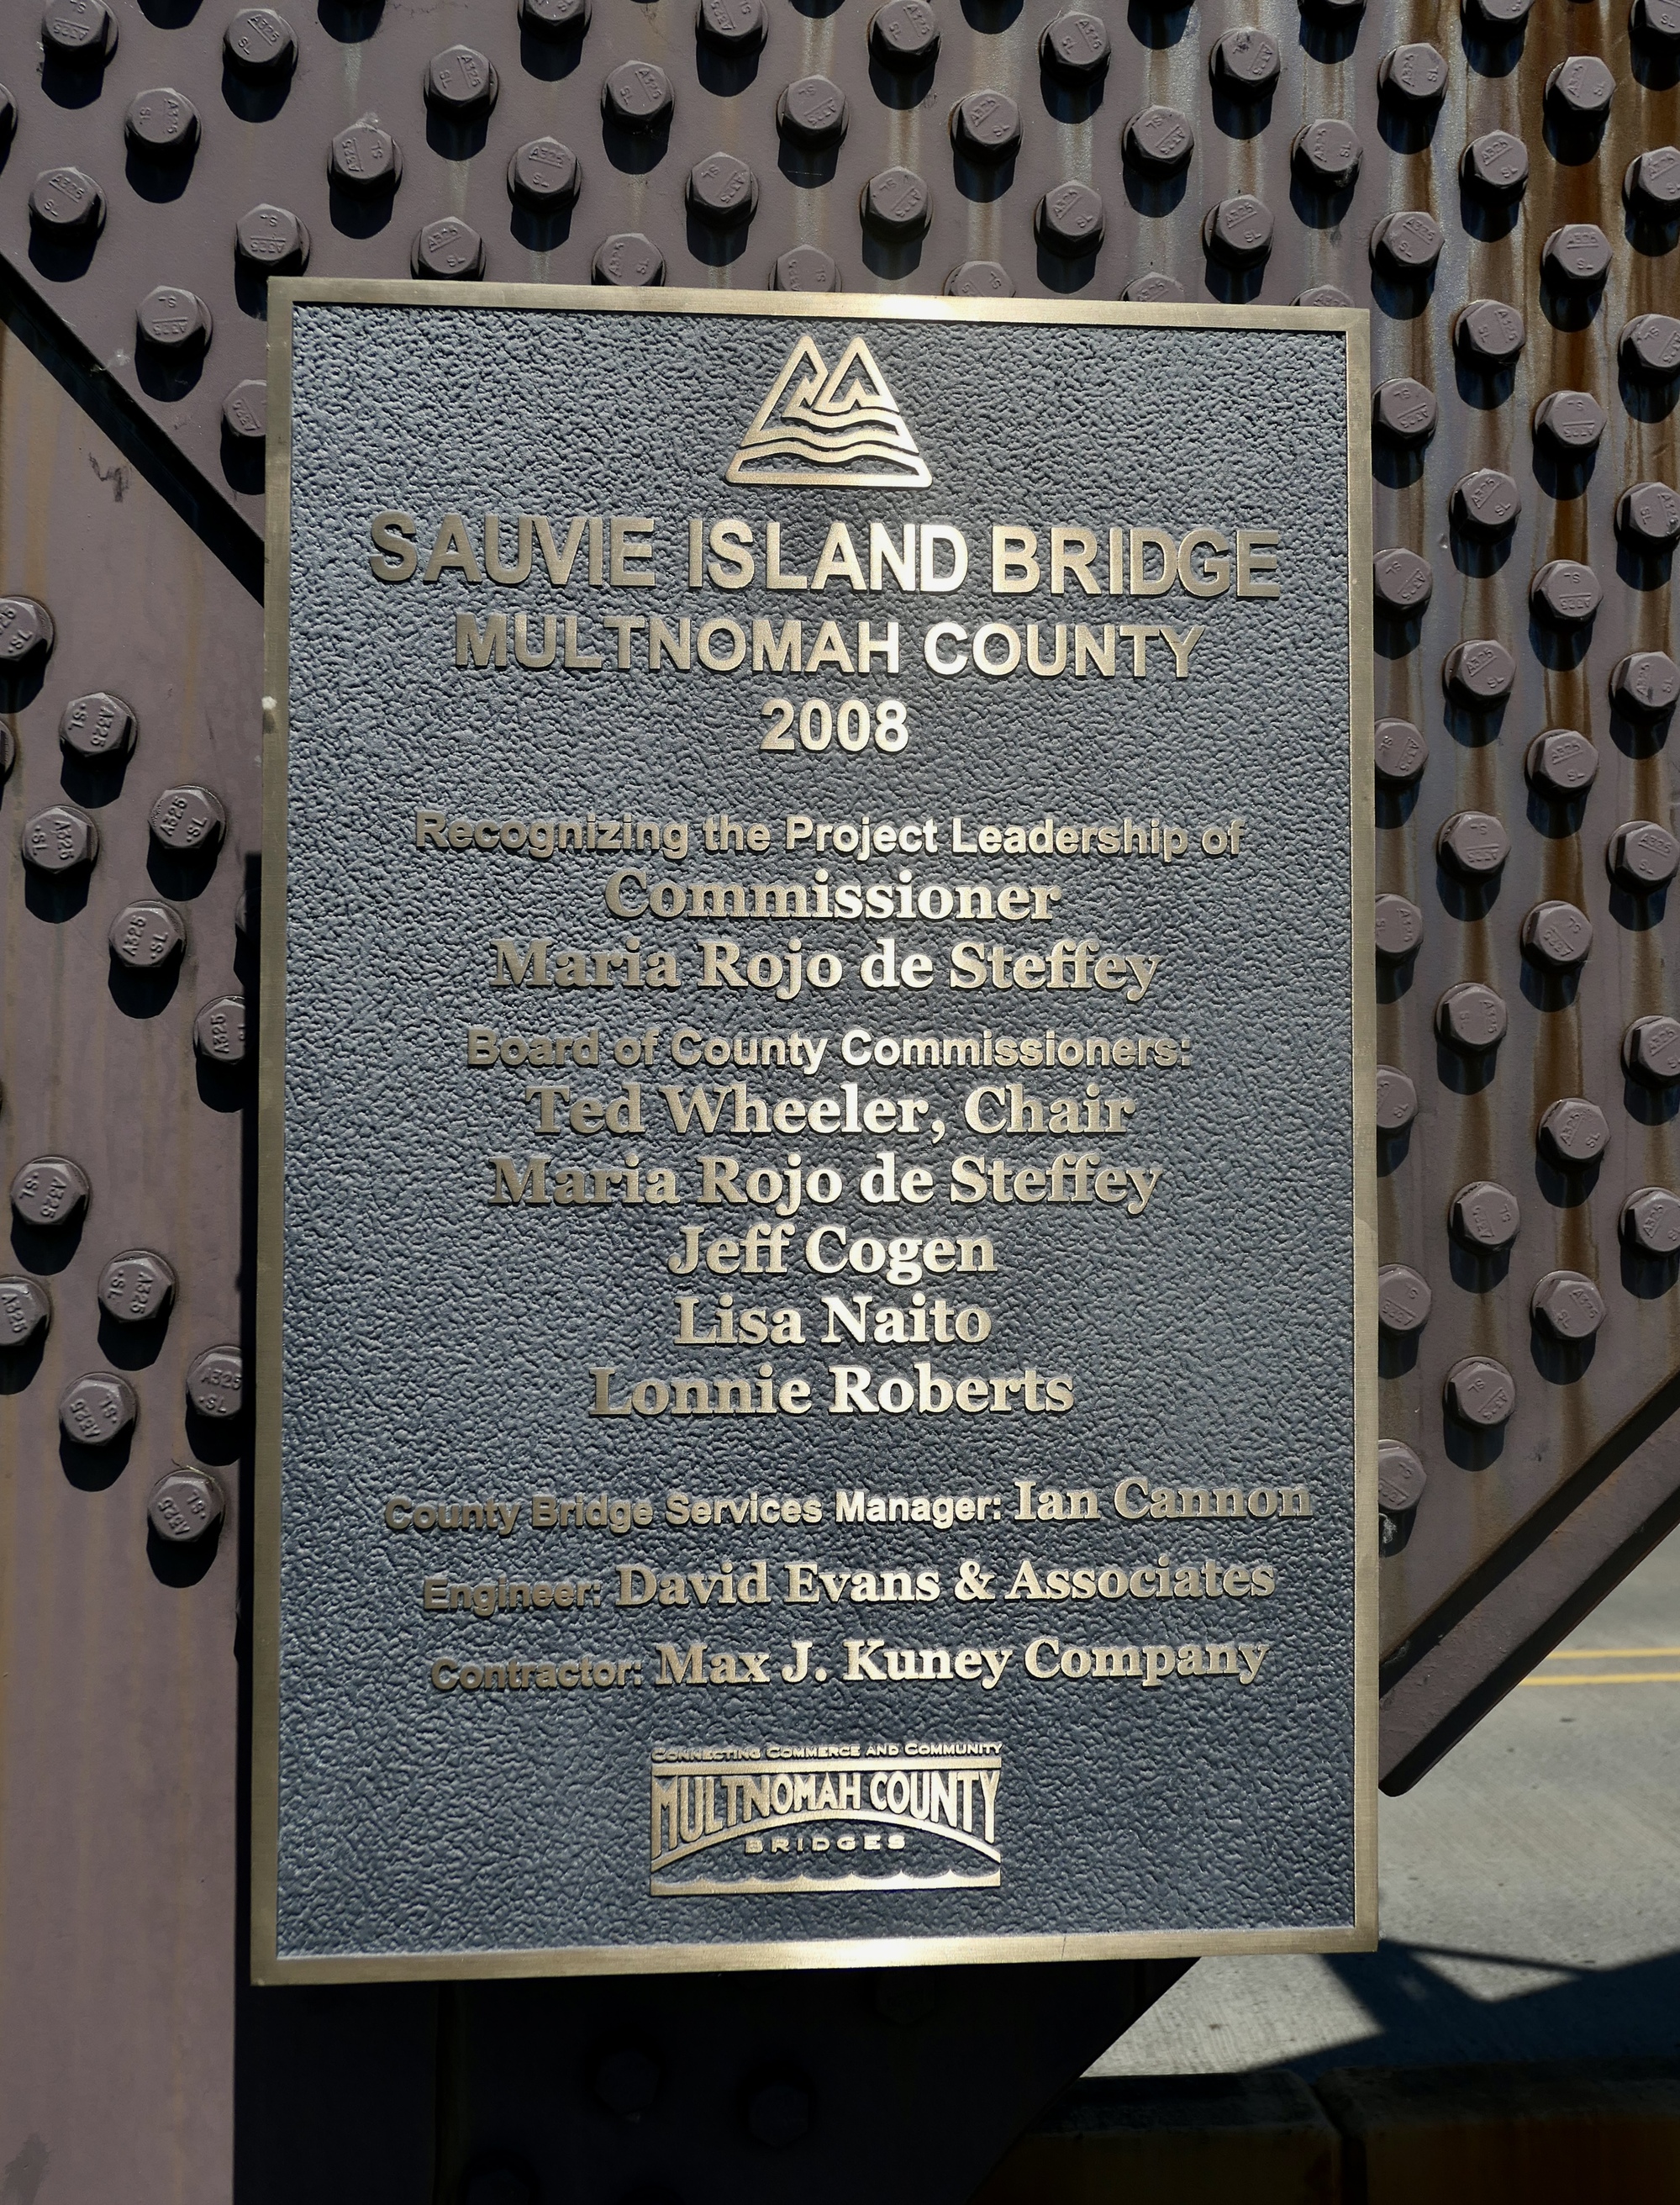 SAUVIE ISLAND BRIDGE
MULTNOMAH COUNTY
2008
Recognizing the Project Leadership of
Commissioner
Maria Rojo de Steffey
Board of County Commissioners:
Ted Wheeler, Chair
Maria Rojo de Steffey
Jeff Cogen
Lisa Naito
Lonnie Roberts
County Bridge Services Manager: Ian Cannon
Engineer: David Evans & Associates
Contractor: Max J. Kuney Company
CONNECTING COMMERCE AND COMMUNITY
MULTNOMAH COUNTY
BRIDGES
A325
SL